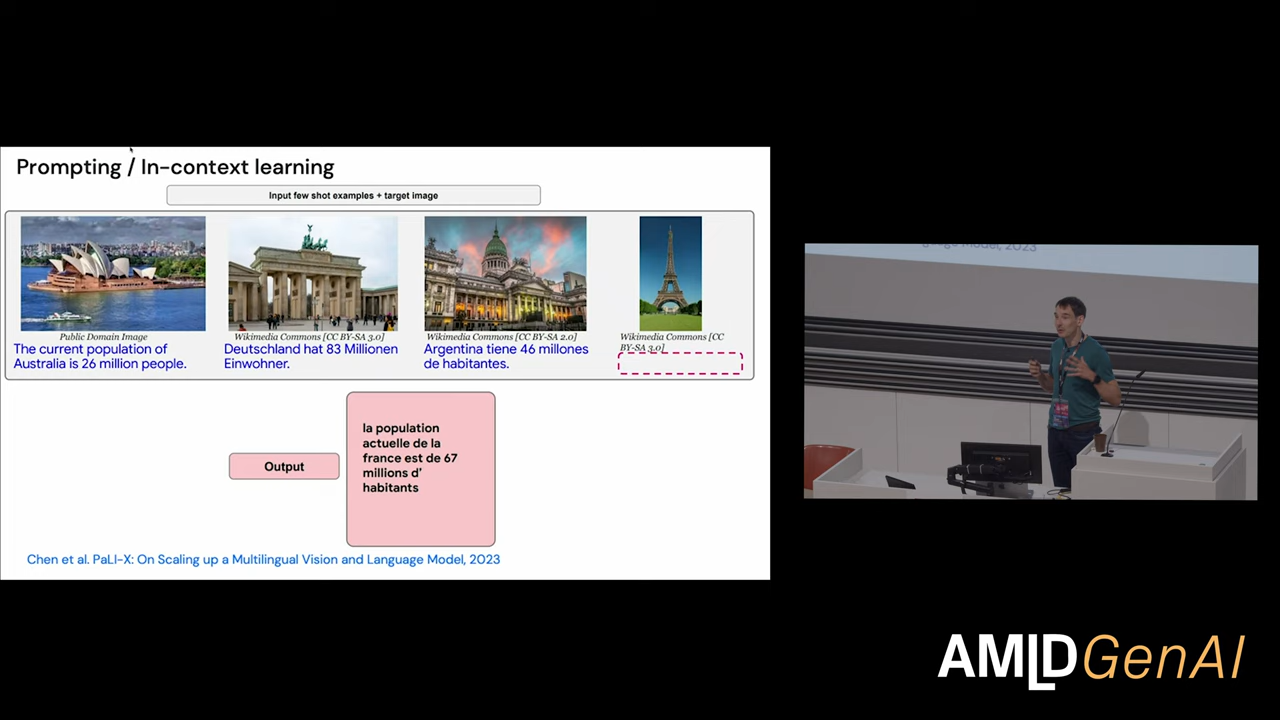 Prompting / In-context learning
Input few shot examples + target image
Public Domain Image
The current population of
Australia is 26 million people.
Wikimedia Commons [CC BY-SA 3.0]
Deutschland hat 83 Millionen
Einwohner.
Wikimedia Commons [CC BY-SA 2.0]
Argentina tiene 46 millones
de habitantes.
Wikimedia Commons [CC
BY-SA 3.0]
Output
la population
actuelle de la
france est de 67
millions d'
habitants
Chen et al. PaLI-X: On Scaling up a Multilingual Vision and Language Model, 2023
Model, 2023
AMLD GenAI